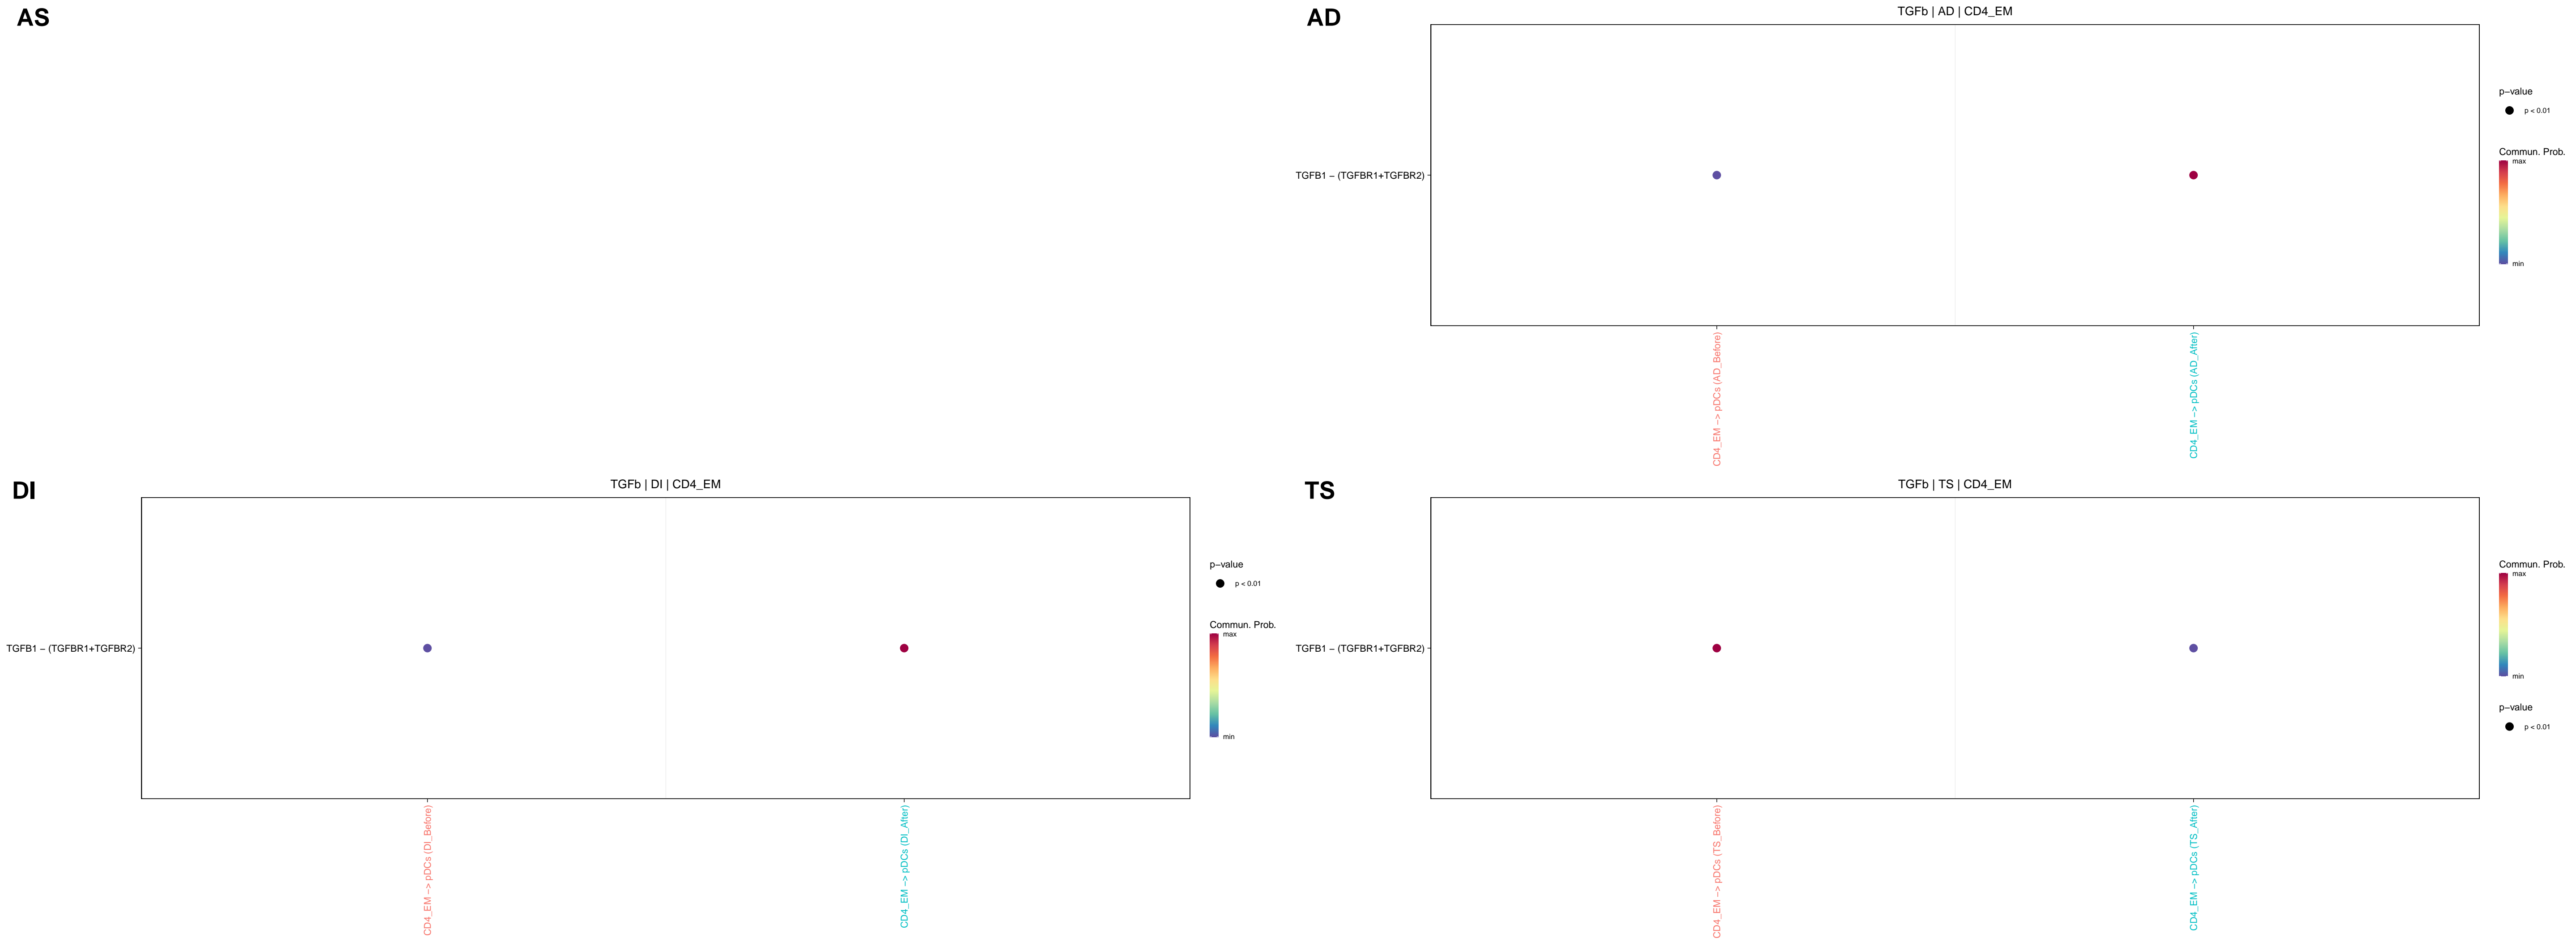 AS
AD
TGFb | AD | CD4_EM
TGFB1 − (TGFBR1+TGFBR2)
CD4_EM −> pDCs (AD_Before)
CD4_EM −> pDCs (AD_After)
p−value
p < 0.01
Commun. Prob.
max
min
DI
TGFb | DI | CD4_EM
TGFB1 − (TGFBR1+TGFBR2)
CD4_EM −> pDCs (DI_Before)
CD4_EM −> pDCs (DI_After)
p−value
p < 0.01
Commun. Prob.
max
min
TS
TGFb | TS | CD4_EM
TGFB1 − (TGFBR1+TGFBR2)
CD4_EM −> pDCs (TS_Before)
CD4_EM −> pDCs (TS_After)
Commun. Prob.
max
min
p−value
p < 0.01